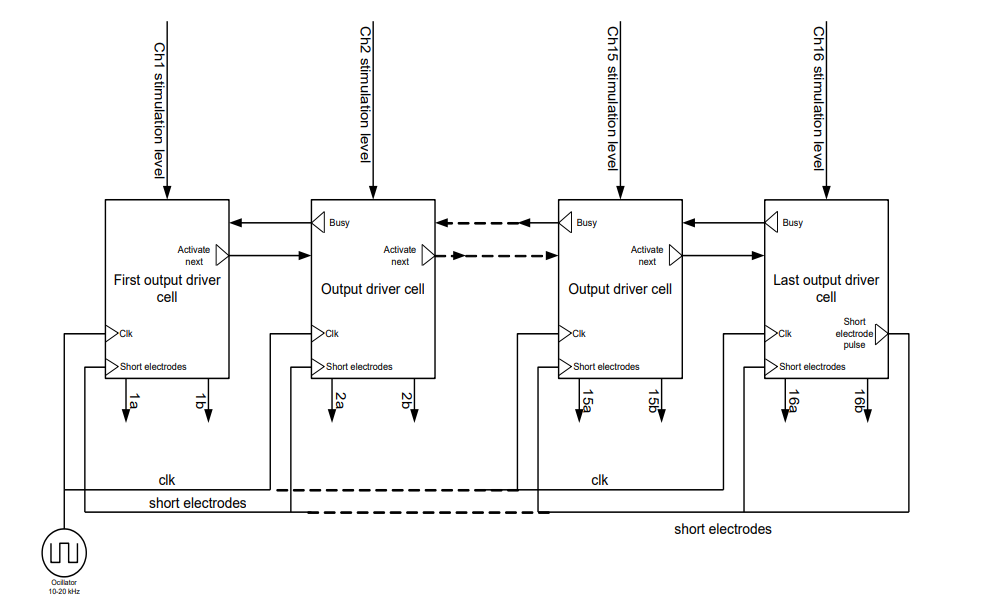 Ch1 stimulation level
Ch2 stimulation level
Ch15 stimulation level
Ch16 stimulation level
Busy
Busy
Busy
Activate
next
Activate
next
Activate
next
First output driver
cell
Output driver cell
Output driver cell
Last output driver
cell
Clk
Clk
Clk
Clk
Short
electrode
pulse
Short electrodes
Short electrodes
Short electrodes
Short electrodes
1a
1b
2a
2b
15a
15b
16a
16b
clk
clk
short electrodes
short electrodes
Ocillator
10-20 kHz